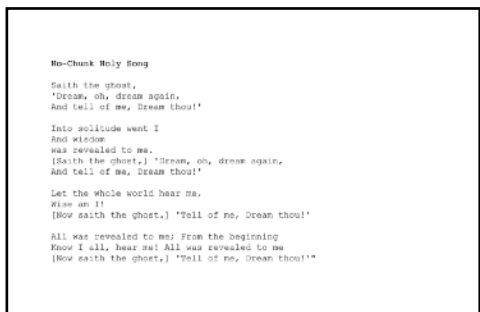 Ho-Chunk Holy Song
Saith the ghost,
'Dream, oh, dream again,
And tell of me, Dream thou!'
Into solitude went I
And wisdom
was revealed to me.
[Saith the ghost,] 'Dream, oh, dream again,
And tell of me, Dream thou!'
Let the whole world hear me,
Wise am I!
[Now saith the ghost,] 'Tell of me, Dream thou!'
All was revealed to me; From the beginning
Know I all, hear me! All was revealed to me
[Now saith the ghost,] 'Tell of me, Dream thou!'"